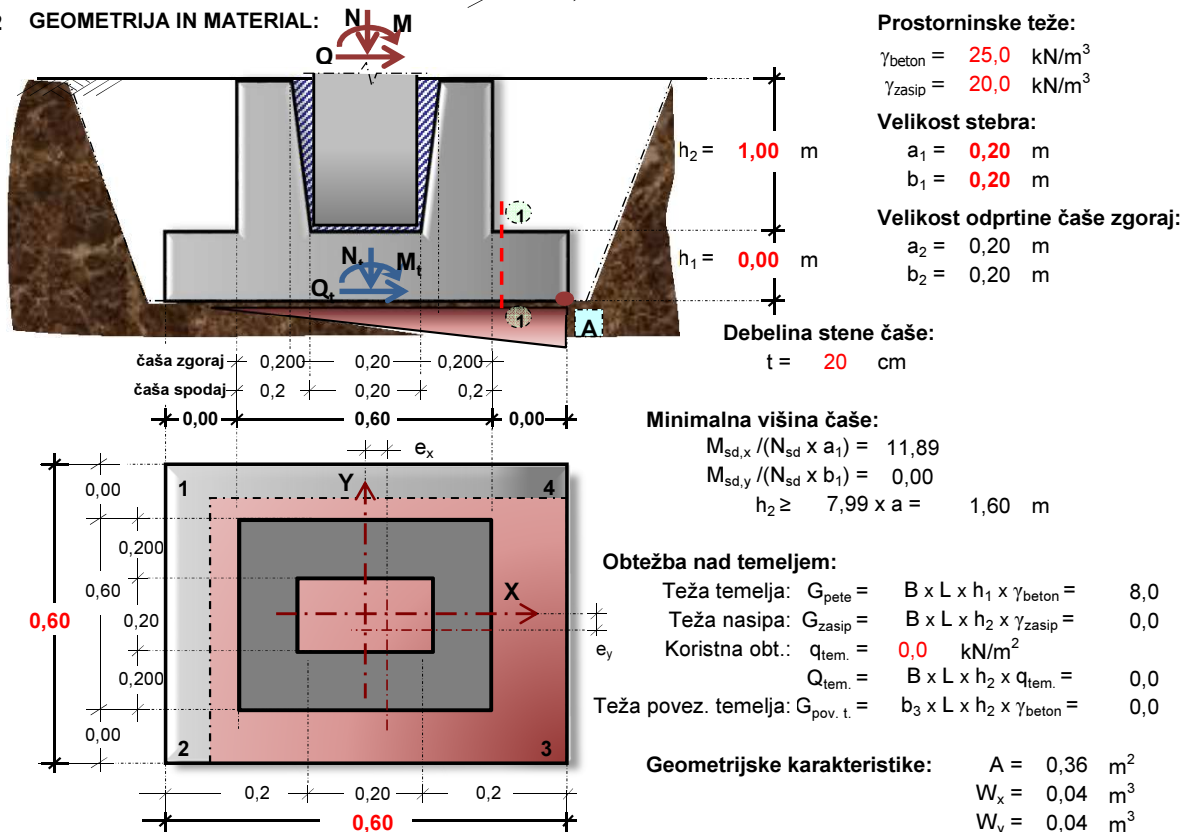 2 GEOMETRIJA IN MATERIAL:
N
M
Q
Prostorninske teže:
γbeton = 25,0 kN/m³
γzasip = 20,0 kN/m³
Velikost stebra:
h₂ = 1,00 m
a₁ = 0,20 m
b₁ = 0,20 m
Velikost odprtine čaše zgoraj:
a₂ = 0,20 m
b₂ = 0,20 m
1
h₁ = 0,00 m
Nt
Mt
Qt
1
A
Debelina stene čaše:
t = 20 cm
čaša zgoraj 0,200 0,20 0,200
čaša spodaj 0,2 0,20 0,2
0,00 0,60 0,00
Minimalna višina čaše:
Msd,x /(Nsd x a₁) = 11,89
Msd,y /(Nsd x b₁) = 0,00
h₂ ≥ 7,99 x a = 1,60 m
ex
1
Y
4
X
ey
2
3
0,00
0,200
0,60
0,20
0,60
0,200
0,00
0,2 0,20 0,2
0,60
Obtežba nad temeljem:
Teža temelja: Gpete = B x L x h₁ x γbeton = 8,0
Teža nasipa: Gzasip = B x L x h₂ x γzasip = 0,0
Koristna obt.: qtem. = 0,0 kN/m²
Qtem. = B x L x h₂ x qtem. = 0,0
Teža povez. temelja: Gpov. t. = b₃ x L x h₂ x γbeton = 0,0
Geometrijske karakteristike: A = 0,36 m²
Wx = 0,04 m³
Wy = 0,04 m³